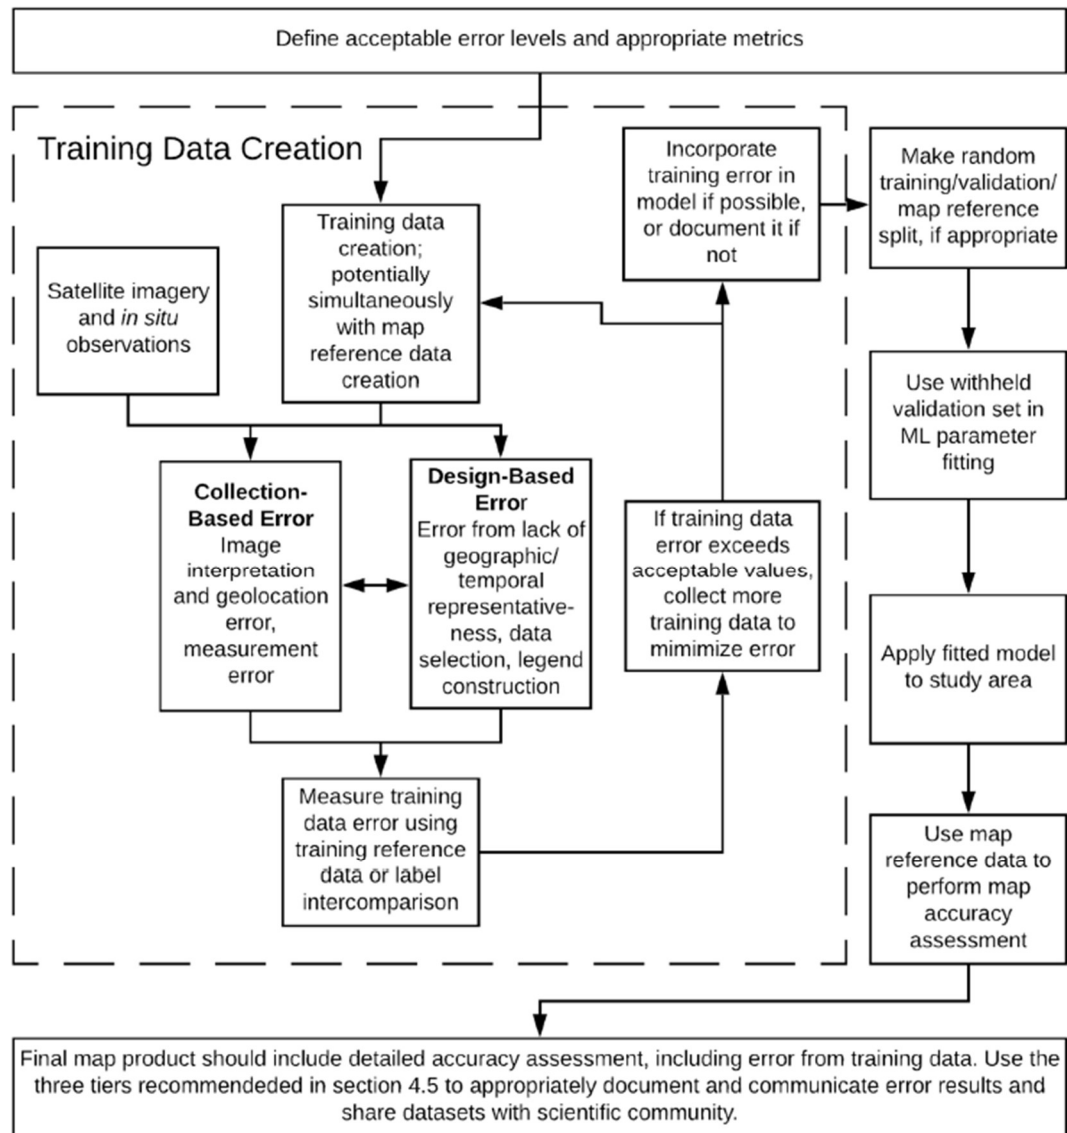 Define acceptable error levels and appropriate metrics
Training Data Creation
Training data
creation;
potentially
simultaneously
with map
reference data
creation
Satellite imagery
and in situ
observations
Collection-
Based Error
Image
interpretation
and geolocation
error,
measurement
error
Design-Based
Error
Error from lack of
geographic/
temporal
representative-
ness, data
selection, legend
construction
Measure training
data error using
training reference
data or label
intercomparison
If training data
error exceeds
acceptable values,
collect more
training data to
mimimize error
Incorporate
training error in
model if possible,
or document it if
not
Make random
training/validation/
map reference
split, if appropriate
Use withheld
validation set in
ML parameter
fitting
Apply fitted model
to study area
Use map
reference data to
perform map
accuracy
assessment
Final map product should include detailed accuracy assessment, including error from training data. Use the
three tiers recommendeded in section 4.5 to appropriately document and communicate error results and
share datasets with scientific community.